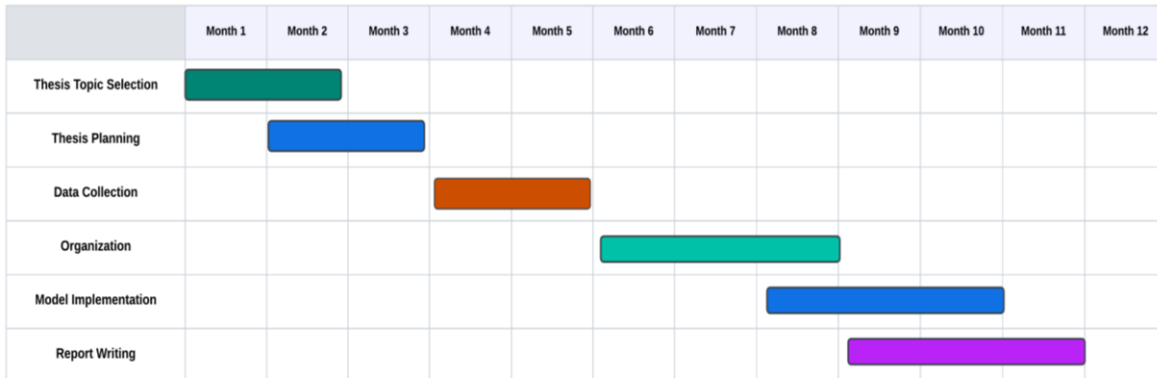 Month 1 Month 2 Month 3 Month 4 Month 5 Month 6 Month 7 Month 8 Month 9 Month 10 Month 11 Month 12
Thesis Topic Selection
Thesis Planning
Data Collection
Organization
Model Implementation
Report Writing